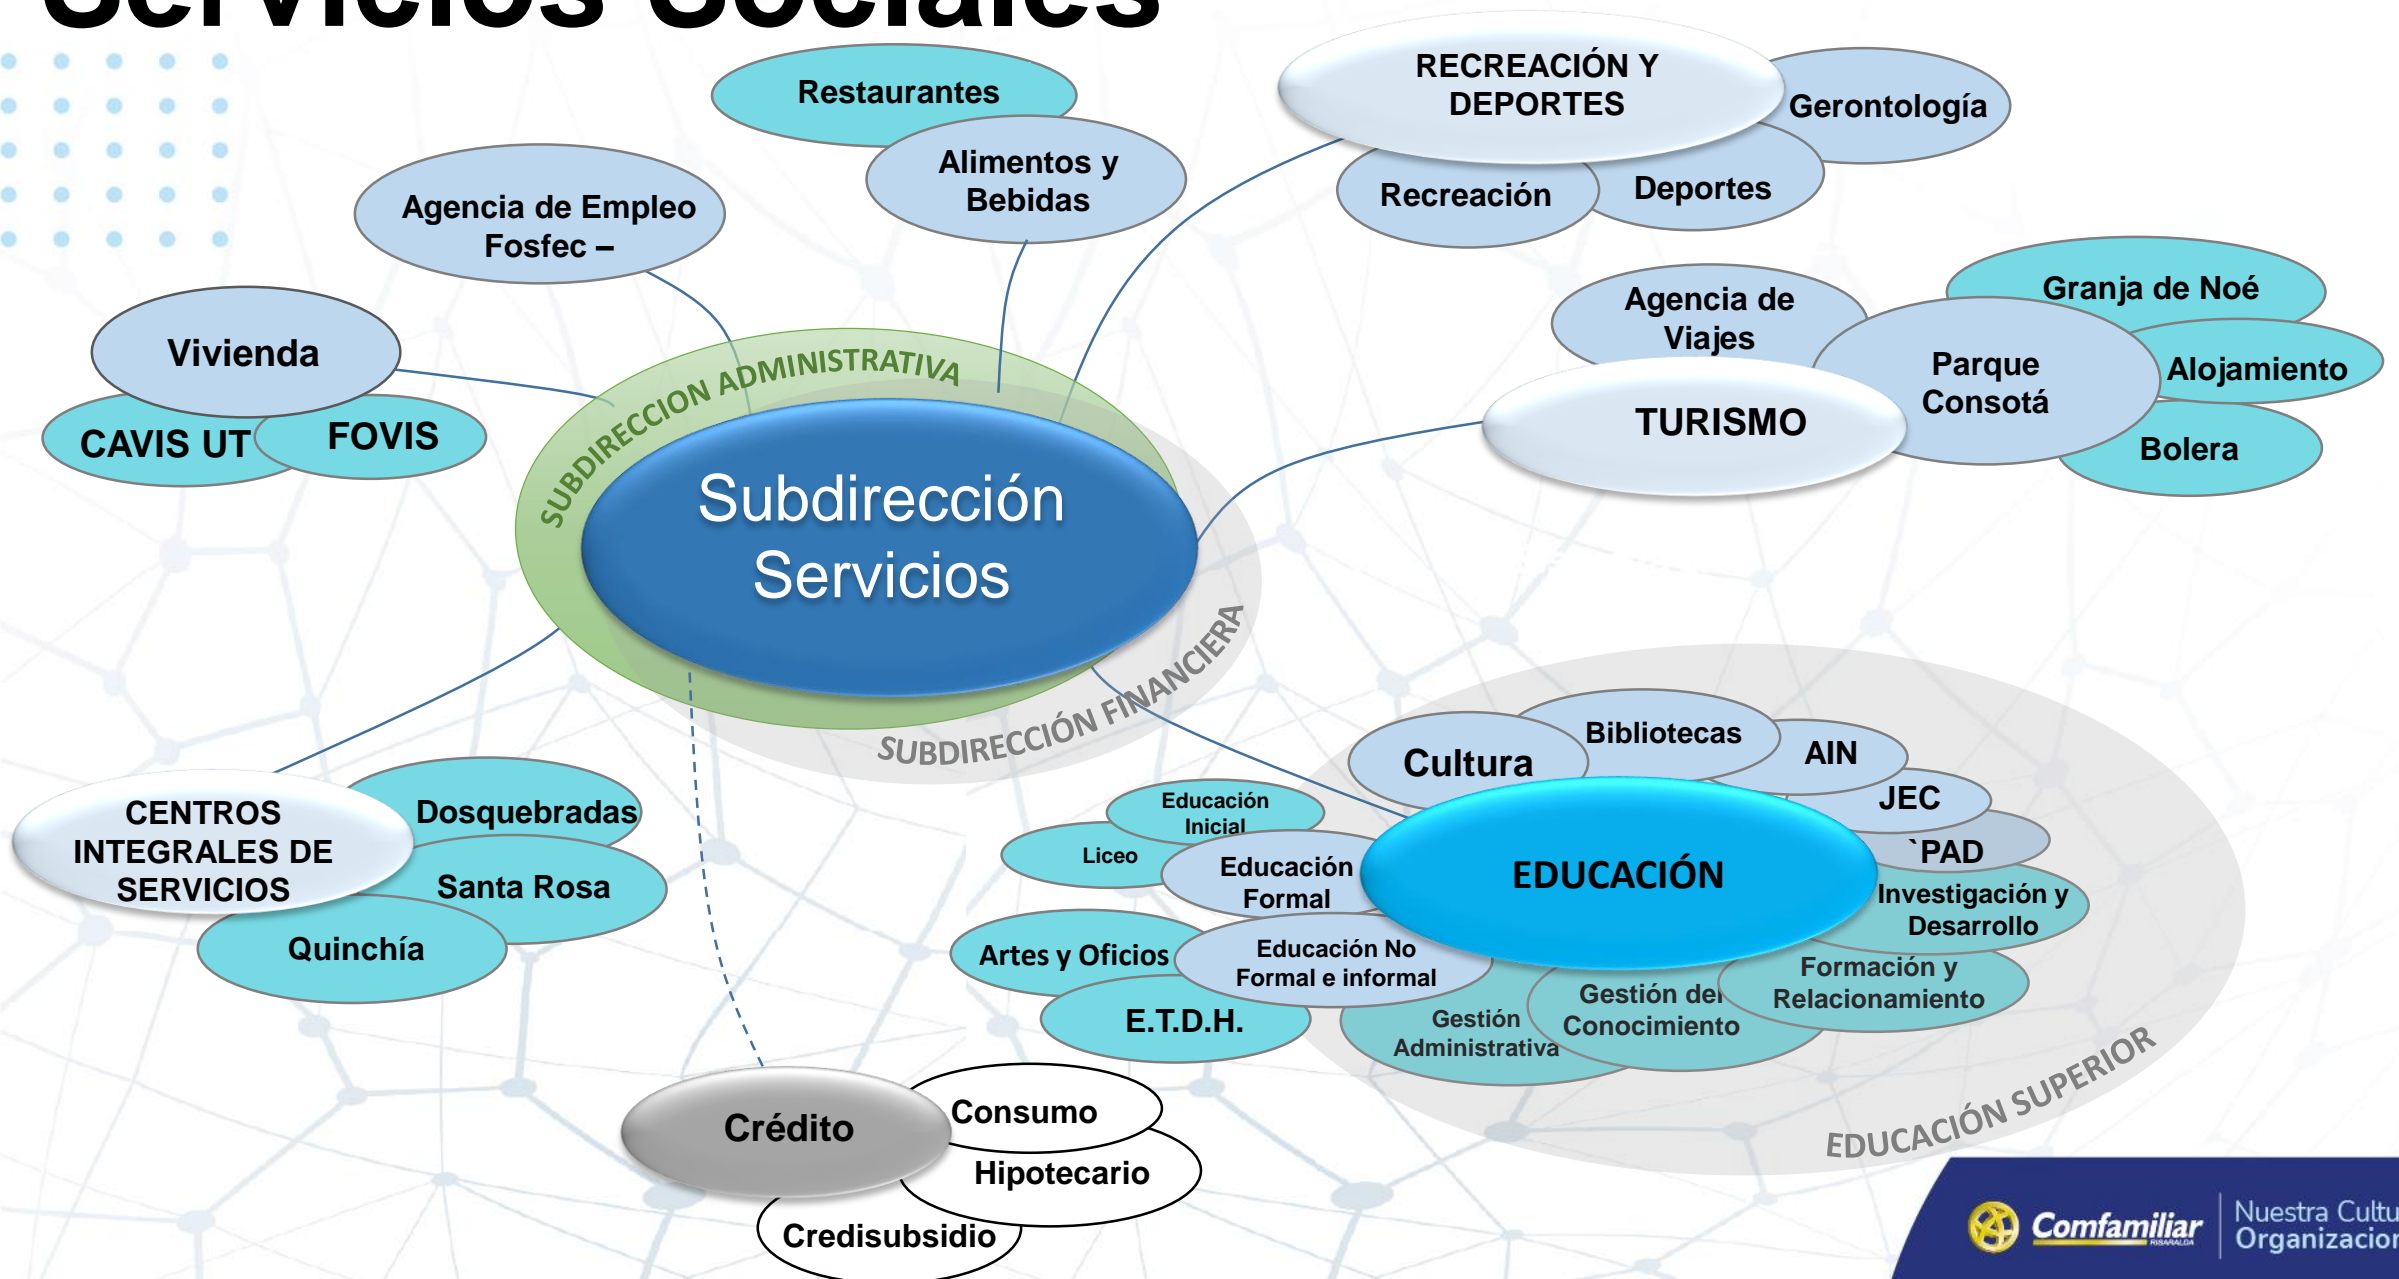 Servicios Sociales
Restaurantes
Alimentos y
Bebidas
RECREACIÓN Y
DEPORTES
Gerontología
Recreación
Deportes
Agencia de Empleo
Fosfec –
Vivienda
CAVIS UT
FOVIS
Agencia de
Viajes
Granja de Noé
Parque
Consotá
Alojamiento
Bolera
TURISMO
SUBDIRECCION ADMINISTRATIVA
Subdirección
Servicios
SUBDIRECCIÓN FINANCIERA
CENTROS
INTEGRALES DE
SERVICIOS
Dosquebradas
Santa Rosa
Quinchía
Cultura
Bibliotecas
AIN
JEC
`PAD
EDUCACIÓN
Educación
Inicial
Liceo
Educación
Formal
Artes y Oficios
Educación No
Formal e informal
E.T.D.H.
Investigación y
Desarrollo
Formación y
Relacionamiento
Gestión del
Conocimiento
Gestión
Administrativa
EDUCACIÓN SUPERIOR
Crédito
Consumo
Hipotecario
Credisubsidio
Comfamiliar
RISARALDA
Nuestra Cultu
Organizacion